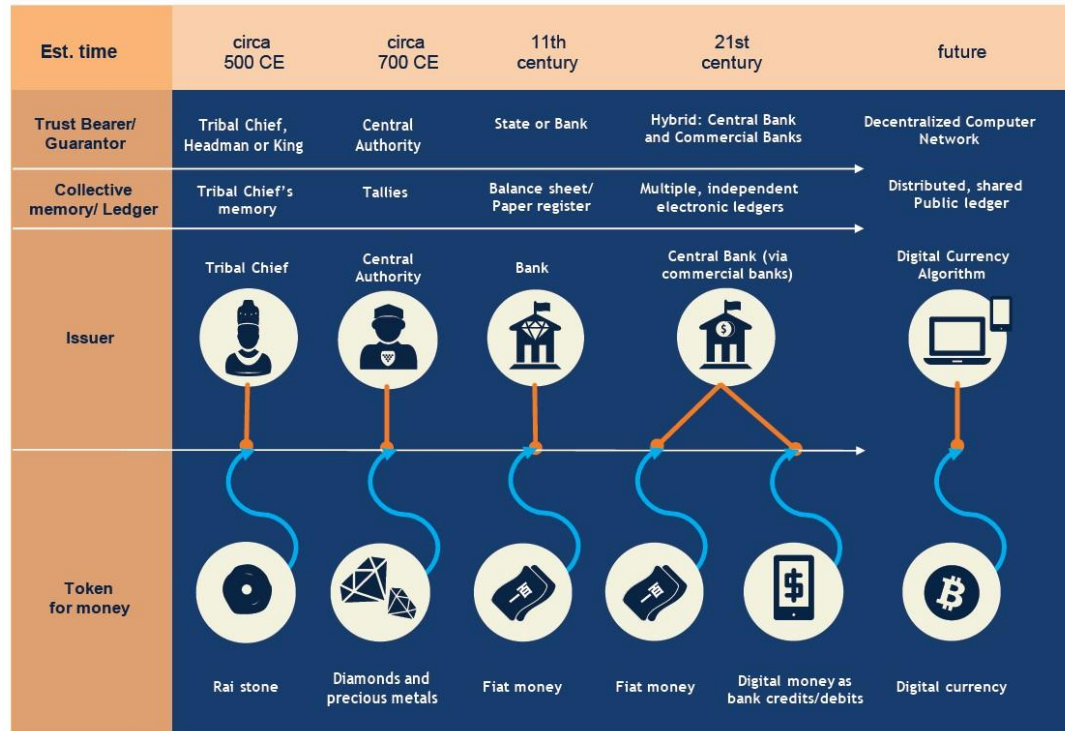 Est. time
circa
500 CE
circa
700 CE
11th
century
21st
century
future
Trust Bearer/
Guarantor
Tribal Chief,
Headman or King
Central
Authority
State or Bank
Hybrid: Central Bank
and Commercial Banks
Decentralized Computer
Network
Collective
memory/ Ledger
Tribal Chief's
memory
Tallies
Balance sheet/
Paper register
Multiple, independent
electronic ledgers
Distributed, shared
Public ledger
Issuer
Tribal Chief
Central
Authority
Bank
Central Bank (via
commercial banks)
Digital Currency
Algorithm
$
Token
for money
$
₿
Rai stone
Diamonds and
precious metals
Fiat money
Fiat money
Digital money as
bank credits/debits
Digital currency